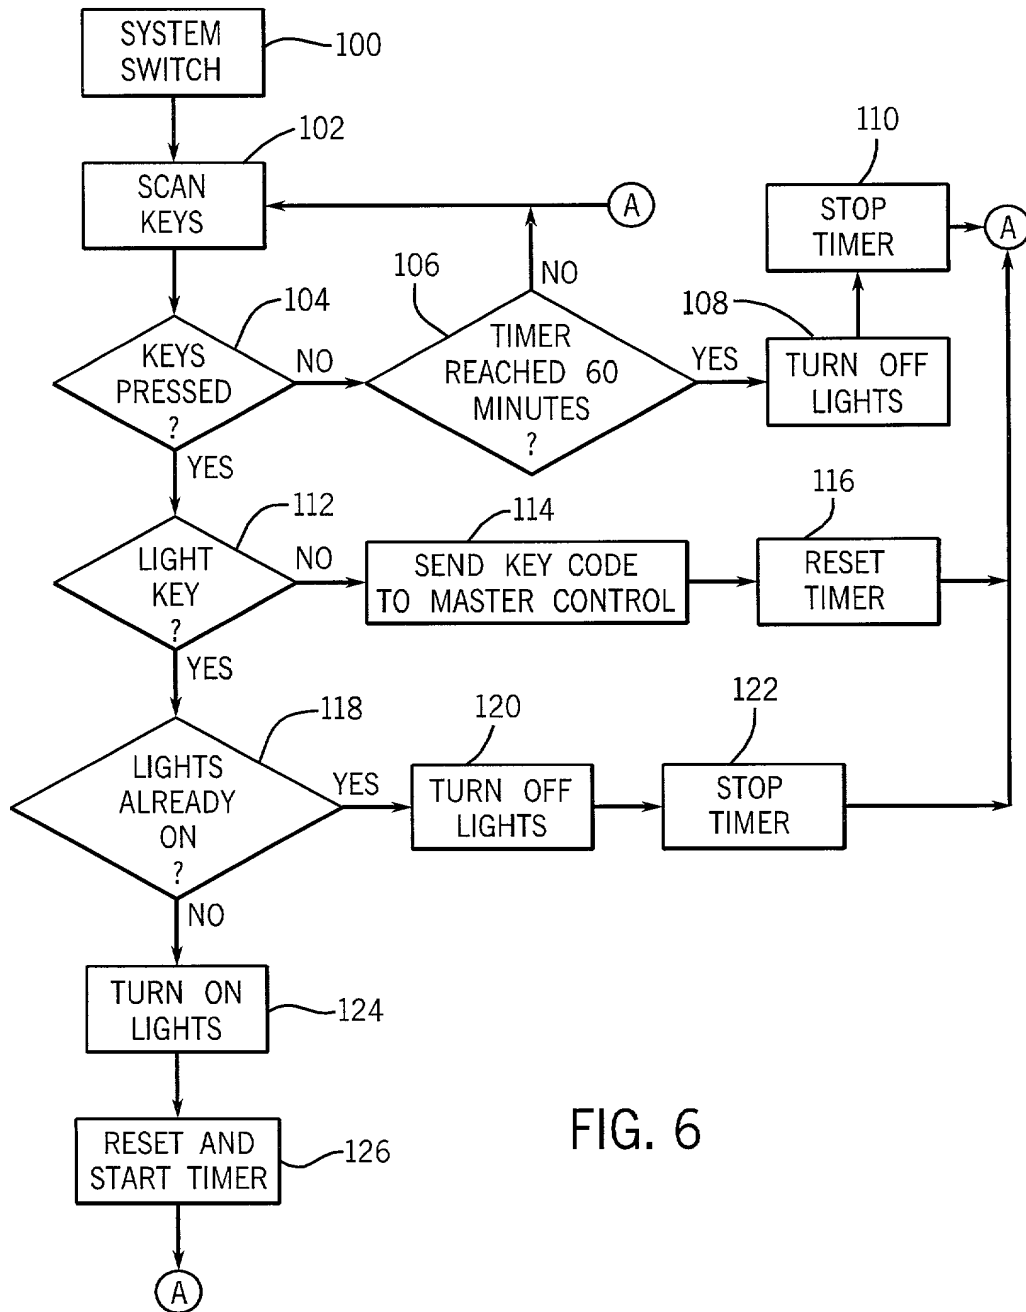 SYSTEM
SWITCH
100
102
SCAN
KEYS
A
110
STOP
TIMER
A
104
KEYS
PRESSED
?
NO
YES
106
NO
TIMER
REACHED 60
MINUTES
?
YES
108
TURN OFF
LIGHTS
112
LIGHT
KEY
?
NO
YES
114
SEND KEY CODE
TO MASTER CONTROL
116
RESET
TIMER
118
LIGHTS
ALREADY
ON
?
YES
NO
120
TURN OFF
LIGHTS
122
STOP
TIMER
TURN ON
LIGHTS
124
RESET AND
START TIMER
126
A
FIG. 6